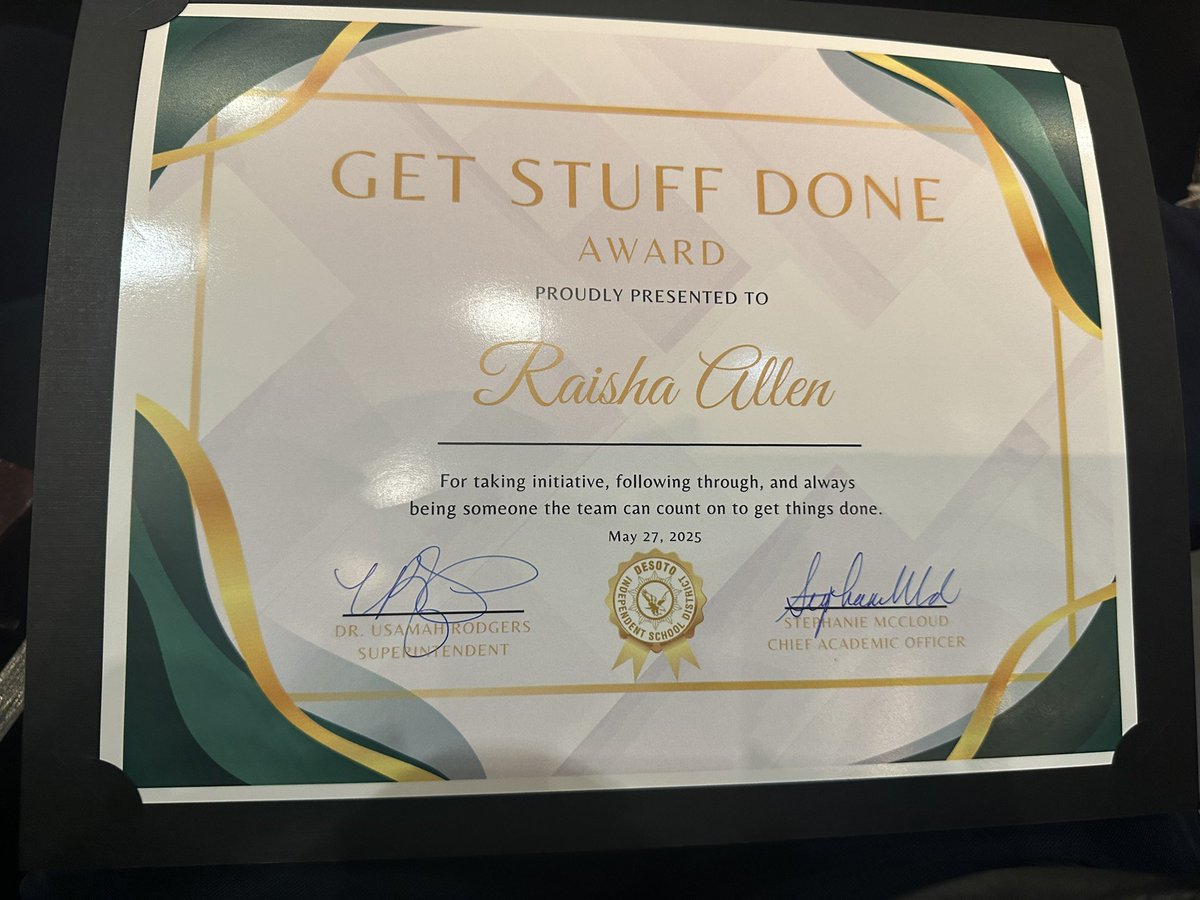 GET STUFF DONE
AWARD
PROUDLY PRESENTED TO
Raisha Allen
For taking initiative, following through, and always
being someone the team can count on to get things done.
May 27, 2025
DESOTO
INDEPENDENT SCHOOL DISTRICT
DR. USAMAH RODGERS
SUPERINTENDENT
STEPHANIE MCCLOUD
CHIEF ACADEMIC OFFICER